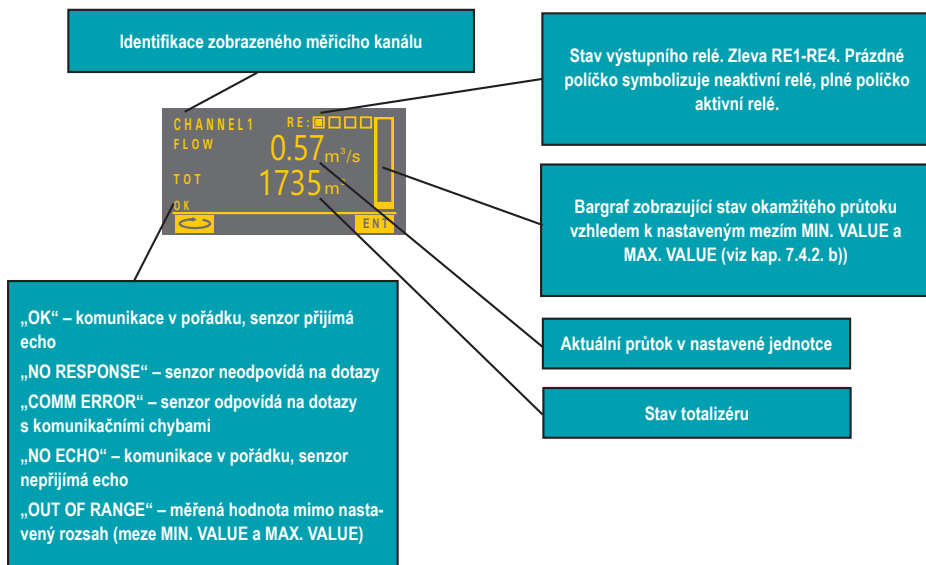 Identifikace zobrazeného měřicího kanálu
Stav výstupního relé. Zleva RE1-RE4. Prázdné
políčko symbolizuje neaktivní relé, plné políčko
aktivní relé.
CHANNEL1 RE:
FLOW 0.57 m³/s
TOT 1735 m³
OK
ENT
Bargraf zobrazující stav okamžitého průtoku
vzhledem k nastaveným mezím MIN. VALUE a
MAX. VALUE (viz kap. 7.4.2. b))
„OK“ – komunikace v pořádku, senzor přijímá
echo
„NO RESPONSE“ – senzor neodpovídá na dotazy
„COMM ERROR“ – senzor odpovídá na dotazy
s komunikačními chybami
„NO ECHO“ – komunikace v pořádku, senzor
nepřijímá echo
„OUT OF RANGE“ – měřená hodnota mimo nasta-
vený rozsah (meze MIN. VALUE a MAX. VALUE)
Aktuální průtok v nastavené jednotce
Stav totalizéru